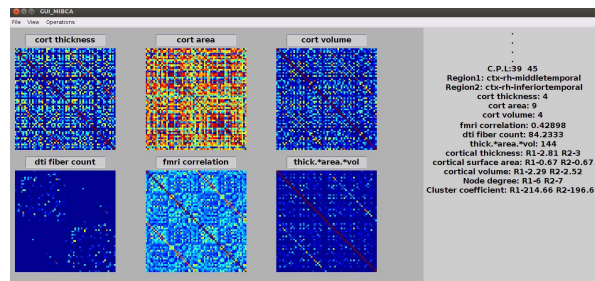 GUI_MIBCA
File View Operations
cort thickness
cort area
cort volume
dti fiber count
fmri correlation
thick.*area.*vol
.
.
.
.
C.P.L:39 45
Region1: ctx-rh-middletemporal
Region2: ctx-rh-inferiortemporal
cort thickness: 4
cort area: 9
cort volume: 4
fmri correlation: 0.42898
dti fiber count: 84.2333
thick.*area.*vol: 144
cortical thickness: R1-2.81 R2-3
cortical surface area: R1-0.67 R2-0.67
cortical volume: R1-2.29 R2-2.52
Node degree: R1-6 R2-7
Cluster coefficient: R1-214.66 R2-196.6